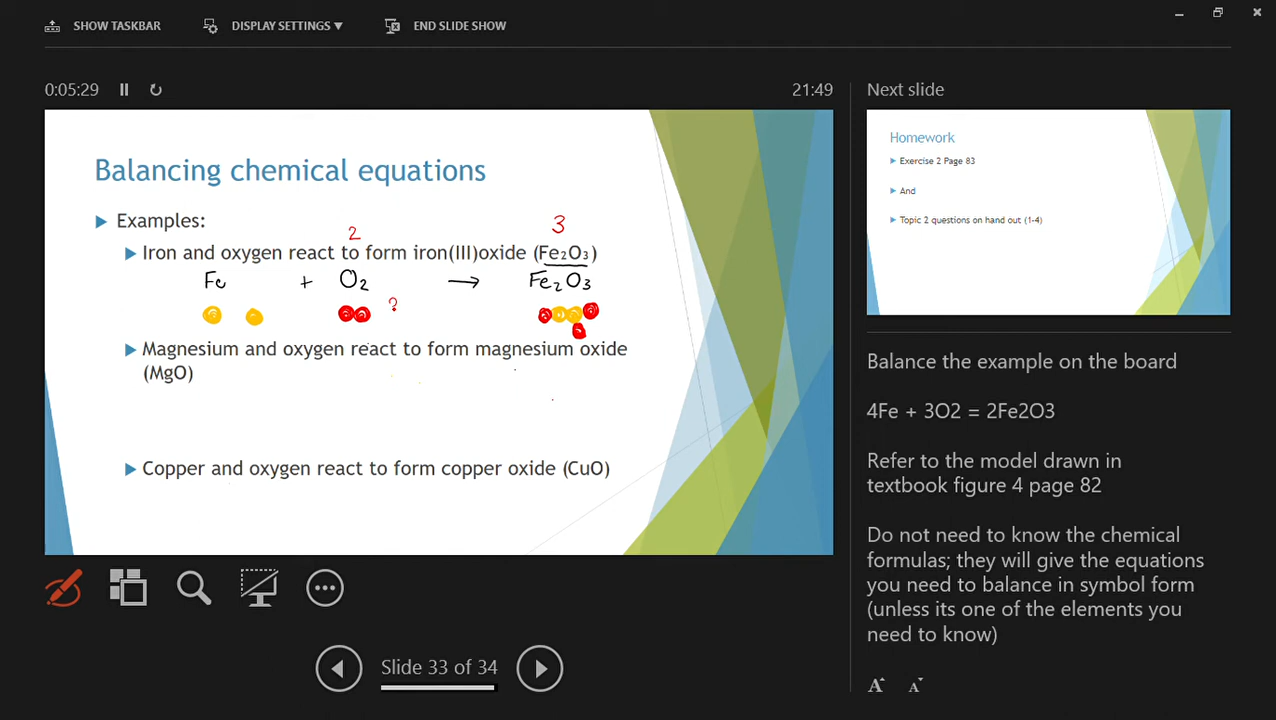 SHOW TASKBAR DISPLAY SETTINGS ▼ END SLIDE SHOW
0:05:29 21:49
Balancing chemical equations
Examples:
2 3
Iron and oxygen react to form iron(III)oxide (Fe₂O₃)
Fe + O₂ → Fe₂O₃
?
Magnesium and oxygen react to form magnesium oxide
(MgO)
Copper and oxygen react to form copper oxide (CuO)
Slide 33 of 34
Next slide
Homework
Exercise 2 Page 83
And
Topic 2 questions on hand out (1-4)
Balance the example on the board
4Fe + 3O2 = 2Fe2O3
Refer to the model drawn in
textbook figure 4 page 82
Do not need to know the chemical
formulas; they will give the equations
you need to balance in symbol form
(unless its one of the elements you
need to know)
A A